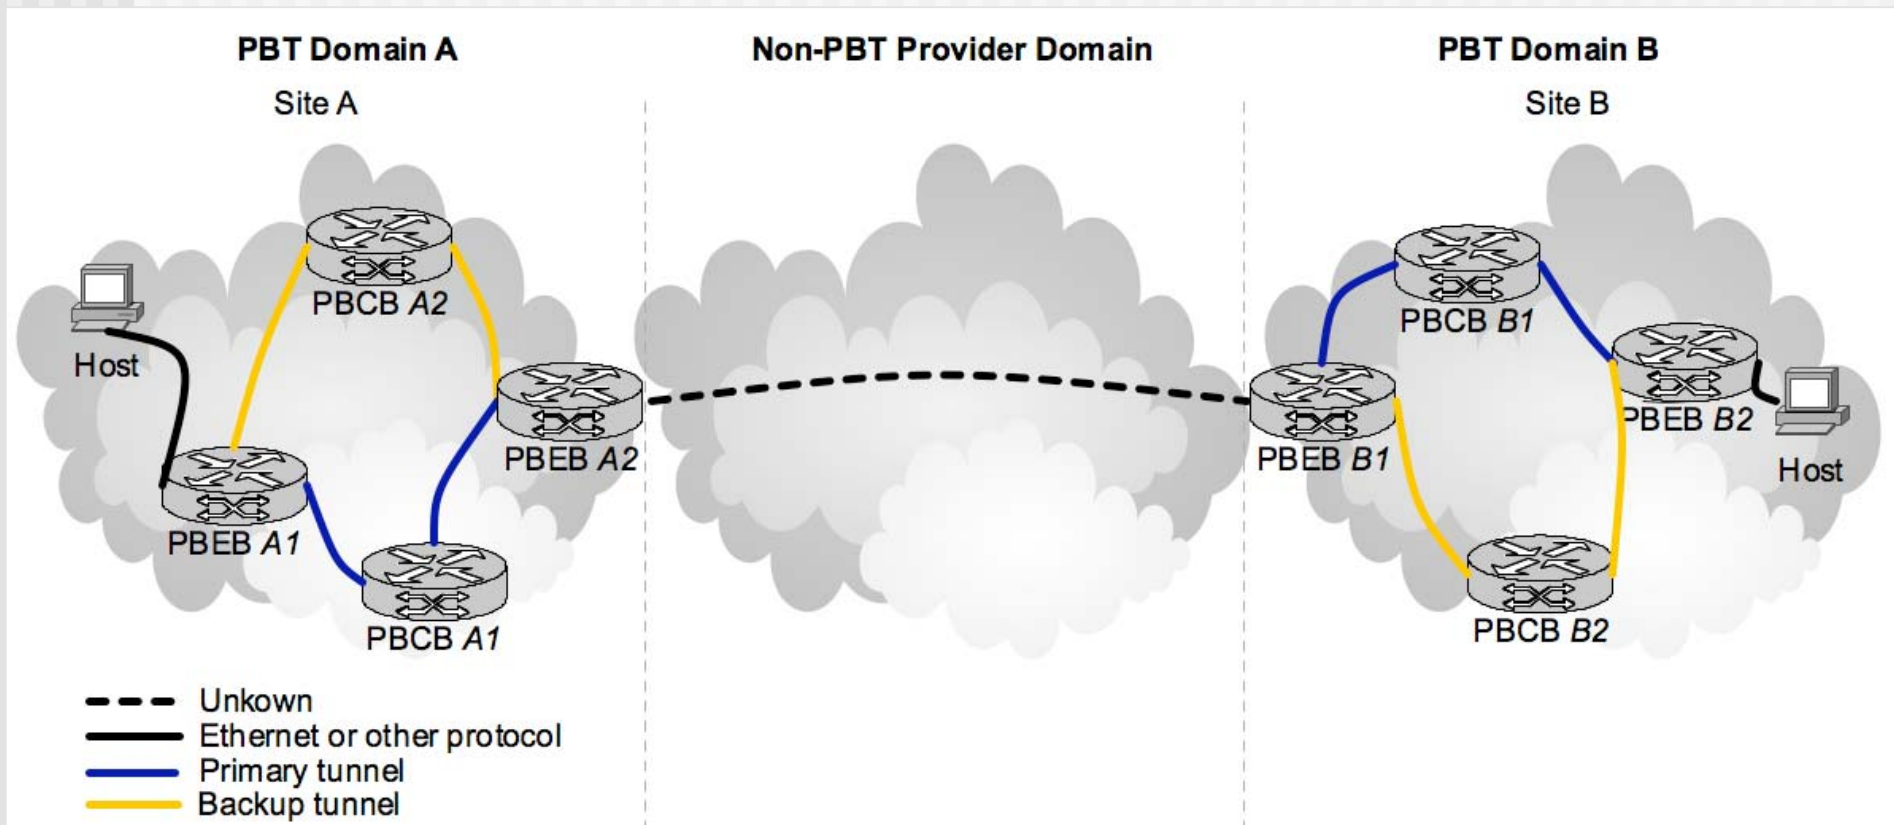 PBT Domain A
Non-PBT Provider Domain
PBT Domain B
Site A
Site B
PBCB A2
Host
PBEB A2
PBEB A1
PBCB A1
PBCB B1
PBEB B2
PBEB B1
Host
PBCB B2
Unkown
Ethernet or other protocol
Primary tunnel
Backup tunnel